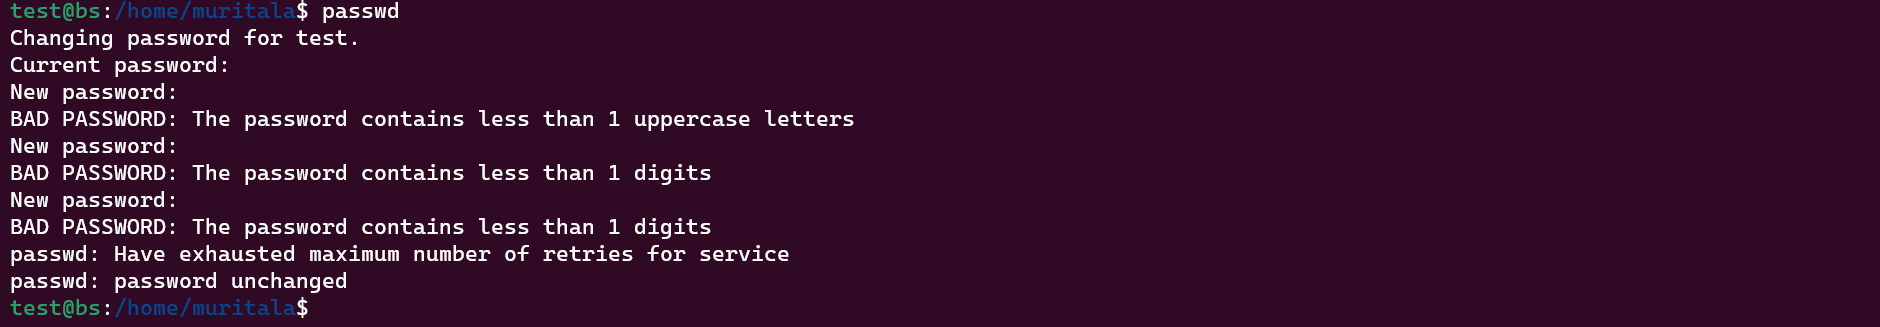 test@bs:/home/muritala$ passwd
Changing password for test.
Current password:
New password:
BAD PASSWORD: The password contains less than 1 uppercase letters
New password:
BAD PASSWORD: The password contains less than 1 digits
New password:
BAD PASSWORD: The password contains less than 1 digits
passwd: Have exhausted maximum number of retries for service
passwd: password unchanged
test@bs:/home/muritala$